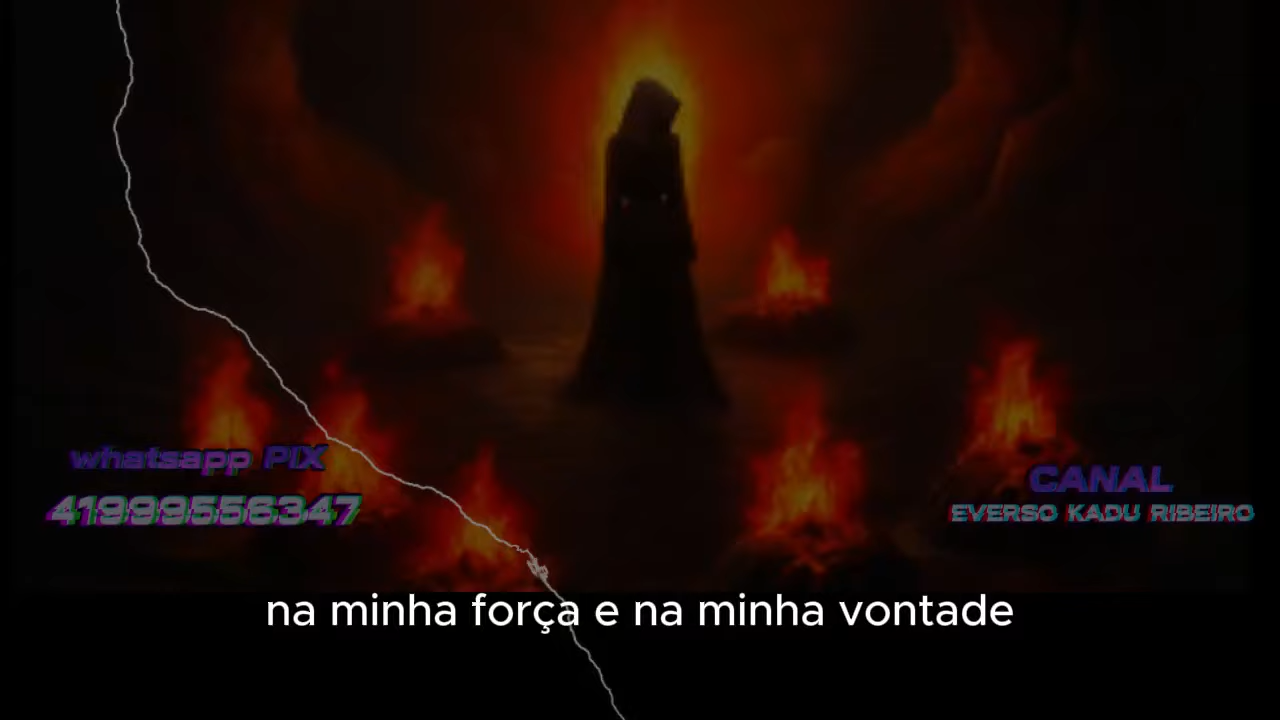 whatsapp PIX
41999556347
CANAL
EVERSO KADU RIBEIRO
na minha força e na minha vontade